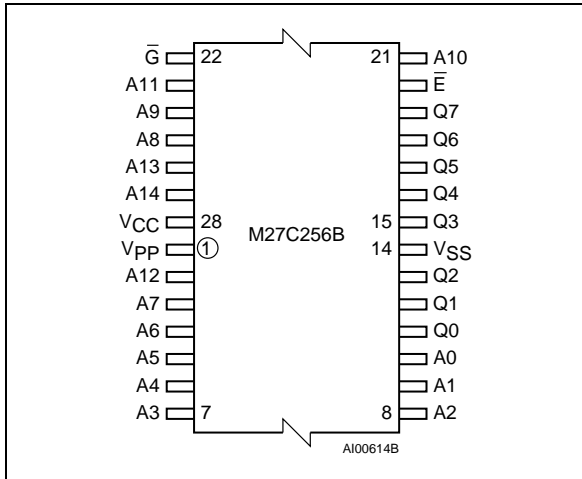 G̅ 22 21 A10
A11 E̅
A9 Q7
A8 Q6
A13 Q5
A14 Q4
VCC 28 15 Q3
M27C256B
VPP 1 14 VSS
A12 Q2
A7 Q1
A6 Q0
A5 A0
A4 A1
A3 7 8 A2
AI00614B